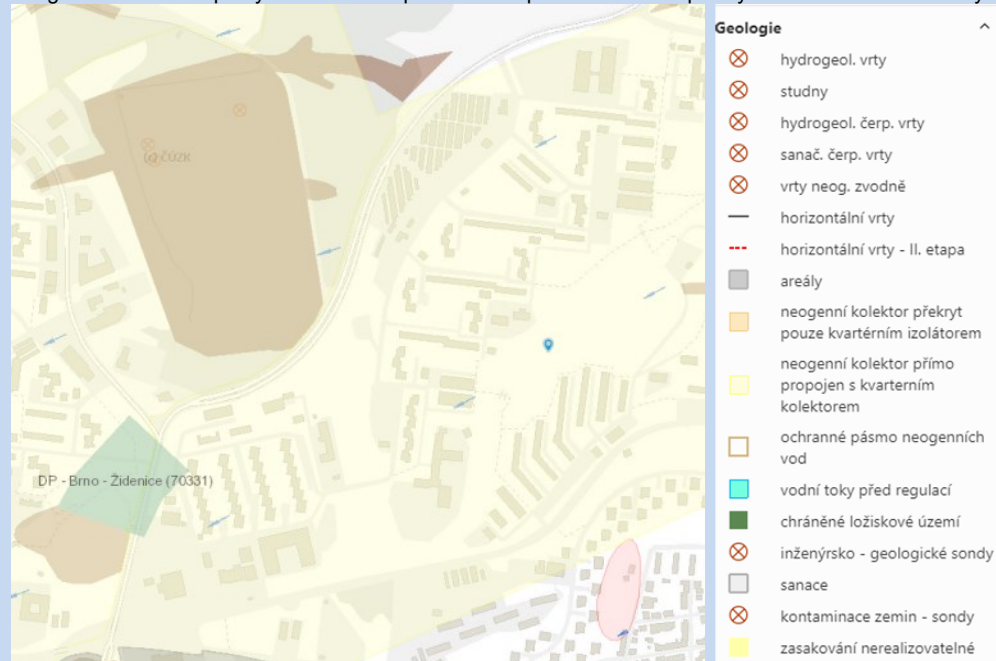 (c) ČÚZK
DP - Brno - Židenice (70331)
Geologie
hydrogeol. vrty
studny
hydrogeol. čerp. vrty
sanač. čerp. vrty
vrty neog. zvodně
horizontální vrty
horizontální vrty - II. etapa
areály
neogenní kolektor překryt
pouze kvartérním izolátorem
neogenní kolektor přímo
propojen s kvarterním
kolektorem
ochranné pásmo neogenních
vod
vodní toky před regulací
chráněné ložiskové území
inženýrsko - geologické sondy
sanace
kontaminace zemin - sondy
zasakování nerealizovatelné